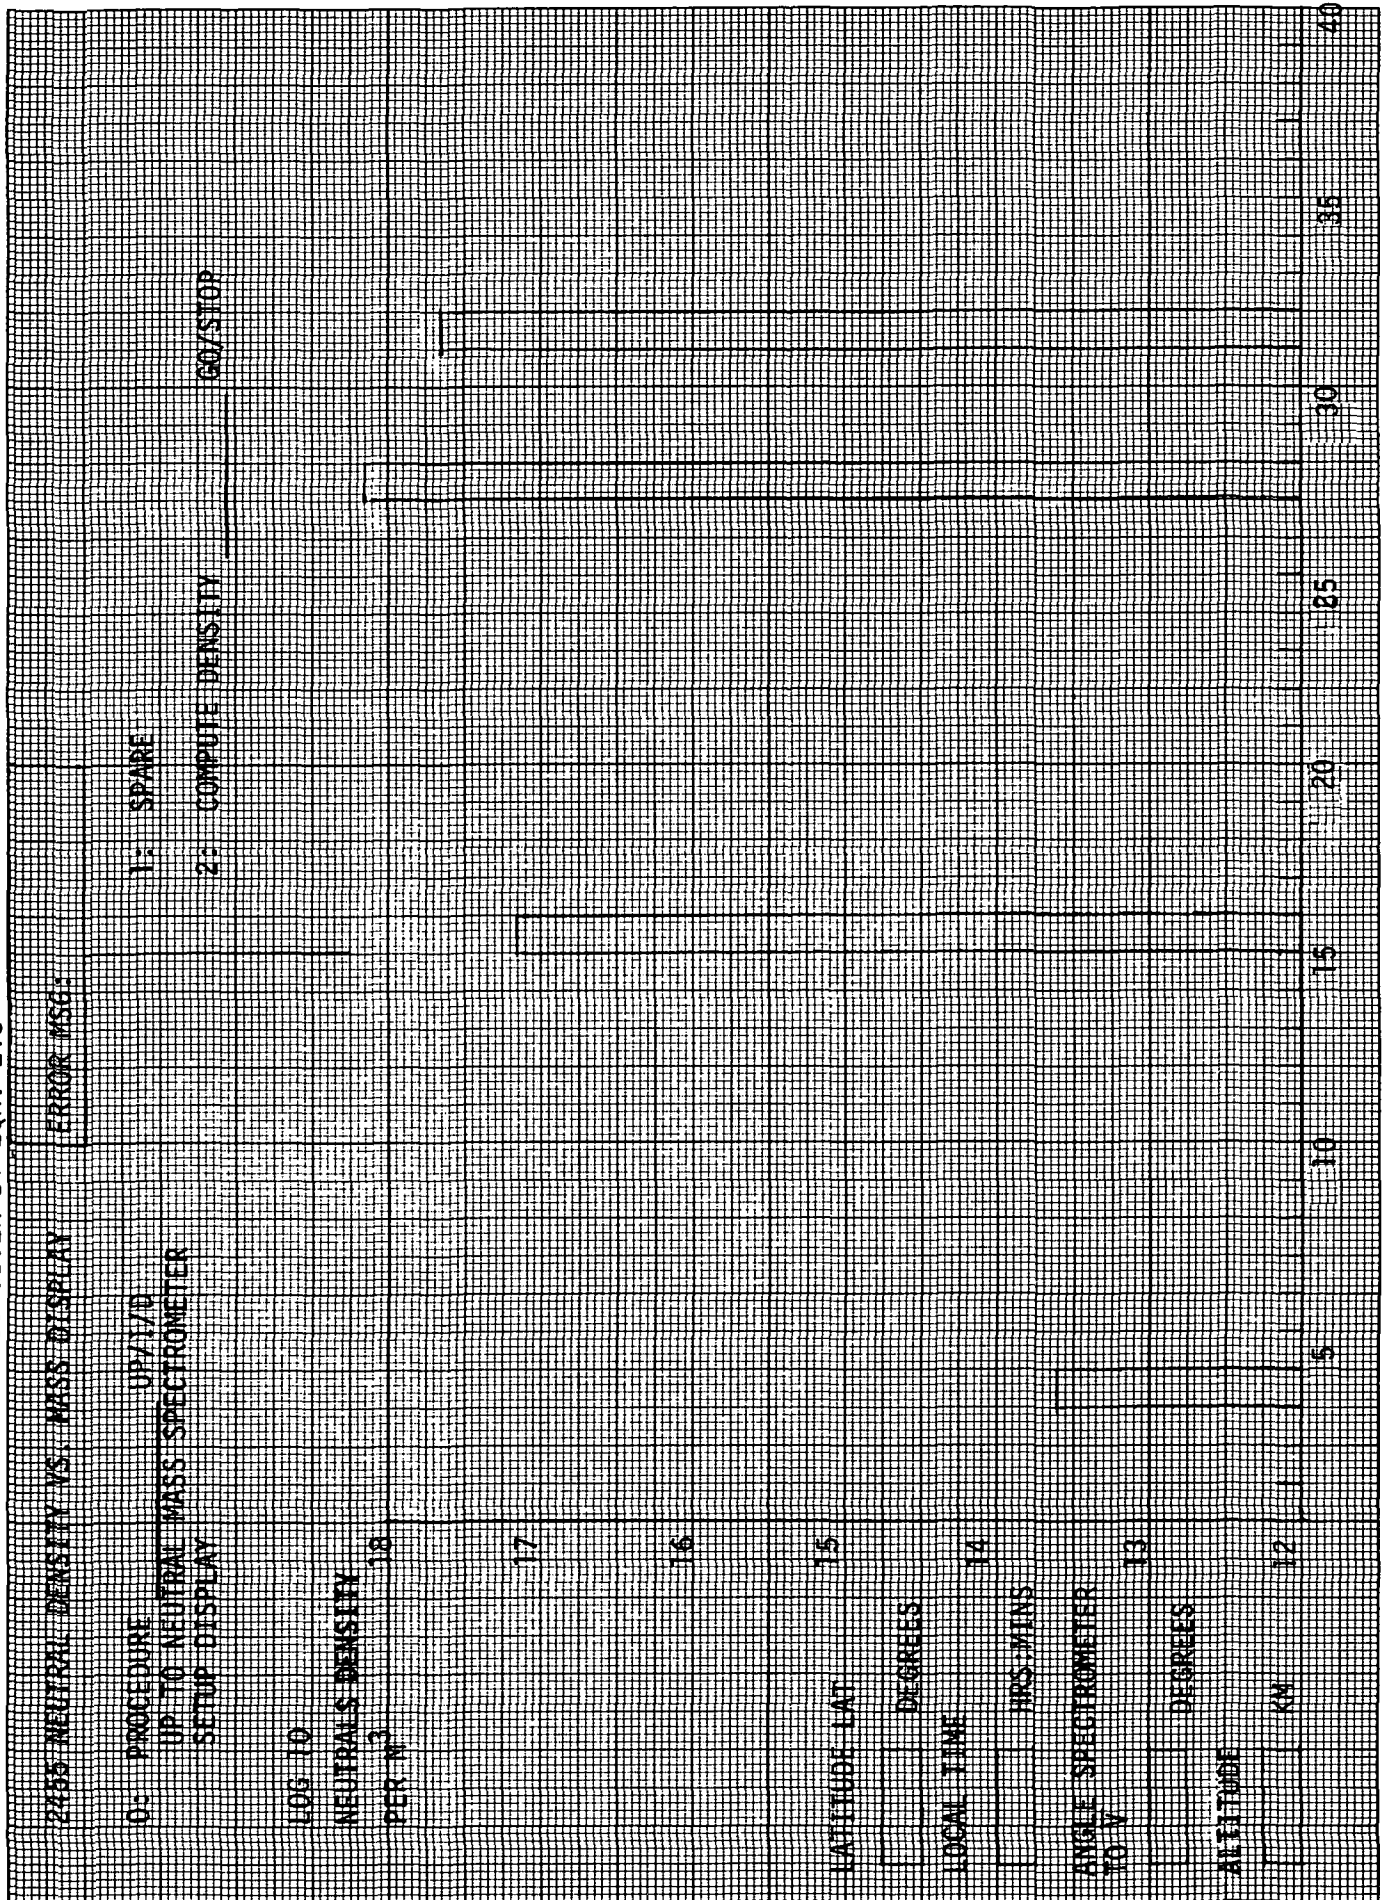 2455 NEUTRAL DENSITY VS. MASS DISPLAY
ERROR MSG:
0: PROCEDURE UP/I/D
UP TO NEUTRAL MASS SPECTROMETER
SETUP DISPLAY
1: SPARE
2: COMPUTE DENSITY GO/STOP
LOG 10
NEUTRALS DENSITY
PER M³
18
17
16
15
14
13
12
LATITUDE LAT
DEGREES
LOCAL TIME
HRS:MINS
ANGLE SPECTROMETER
TO V
DEGREES
ALTITUDE
KM
5 10 15 20 25 30 35 40